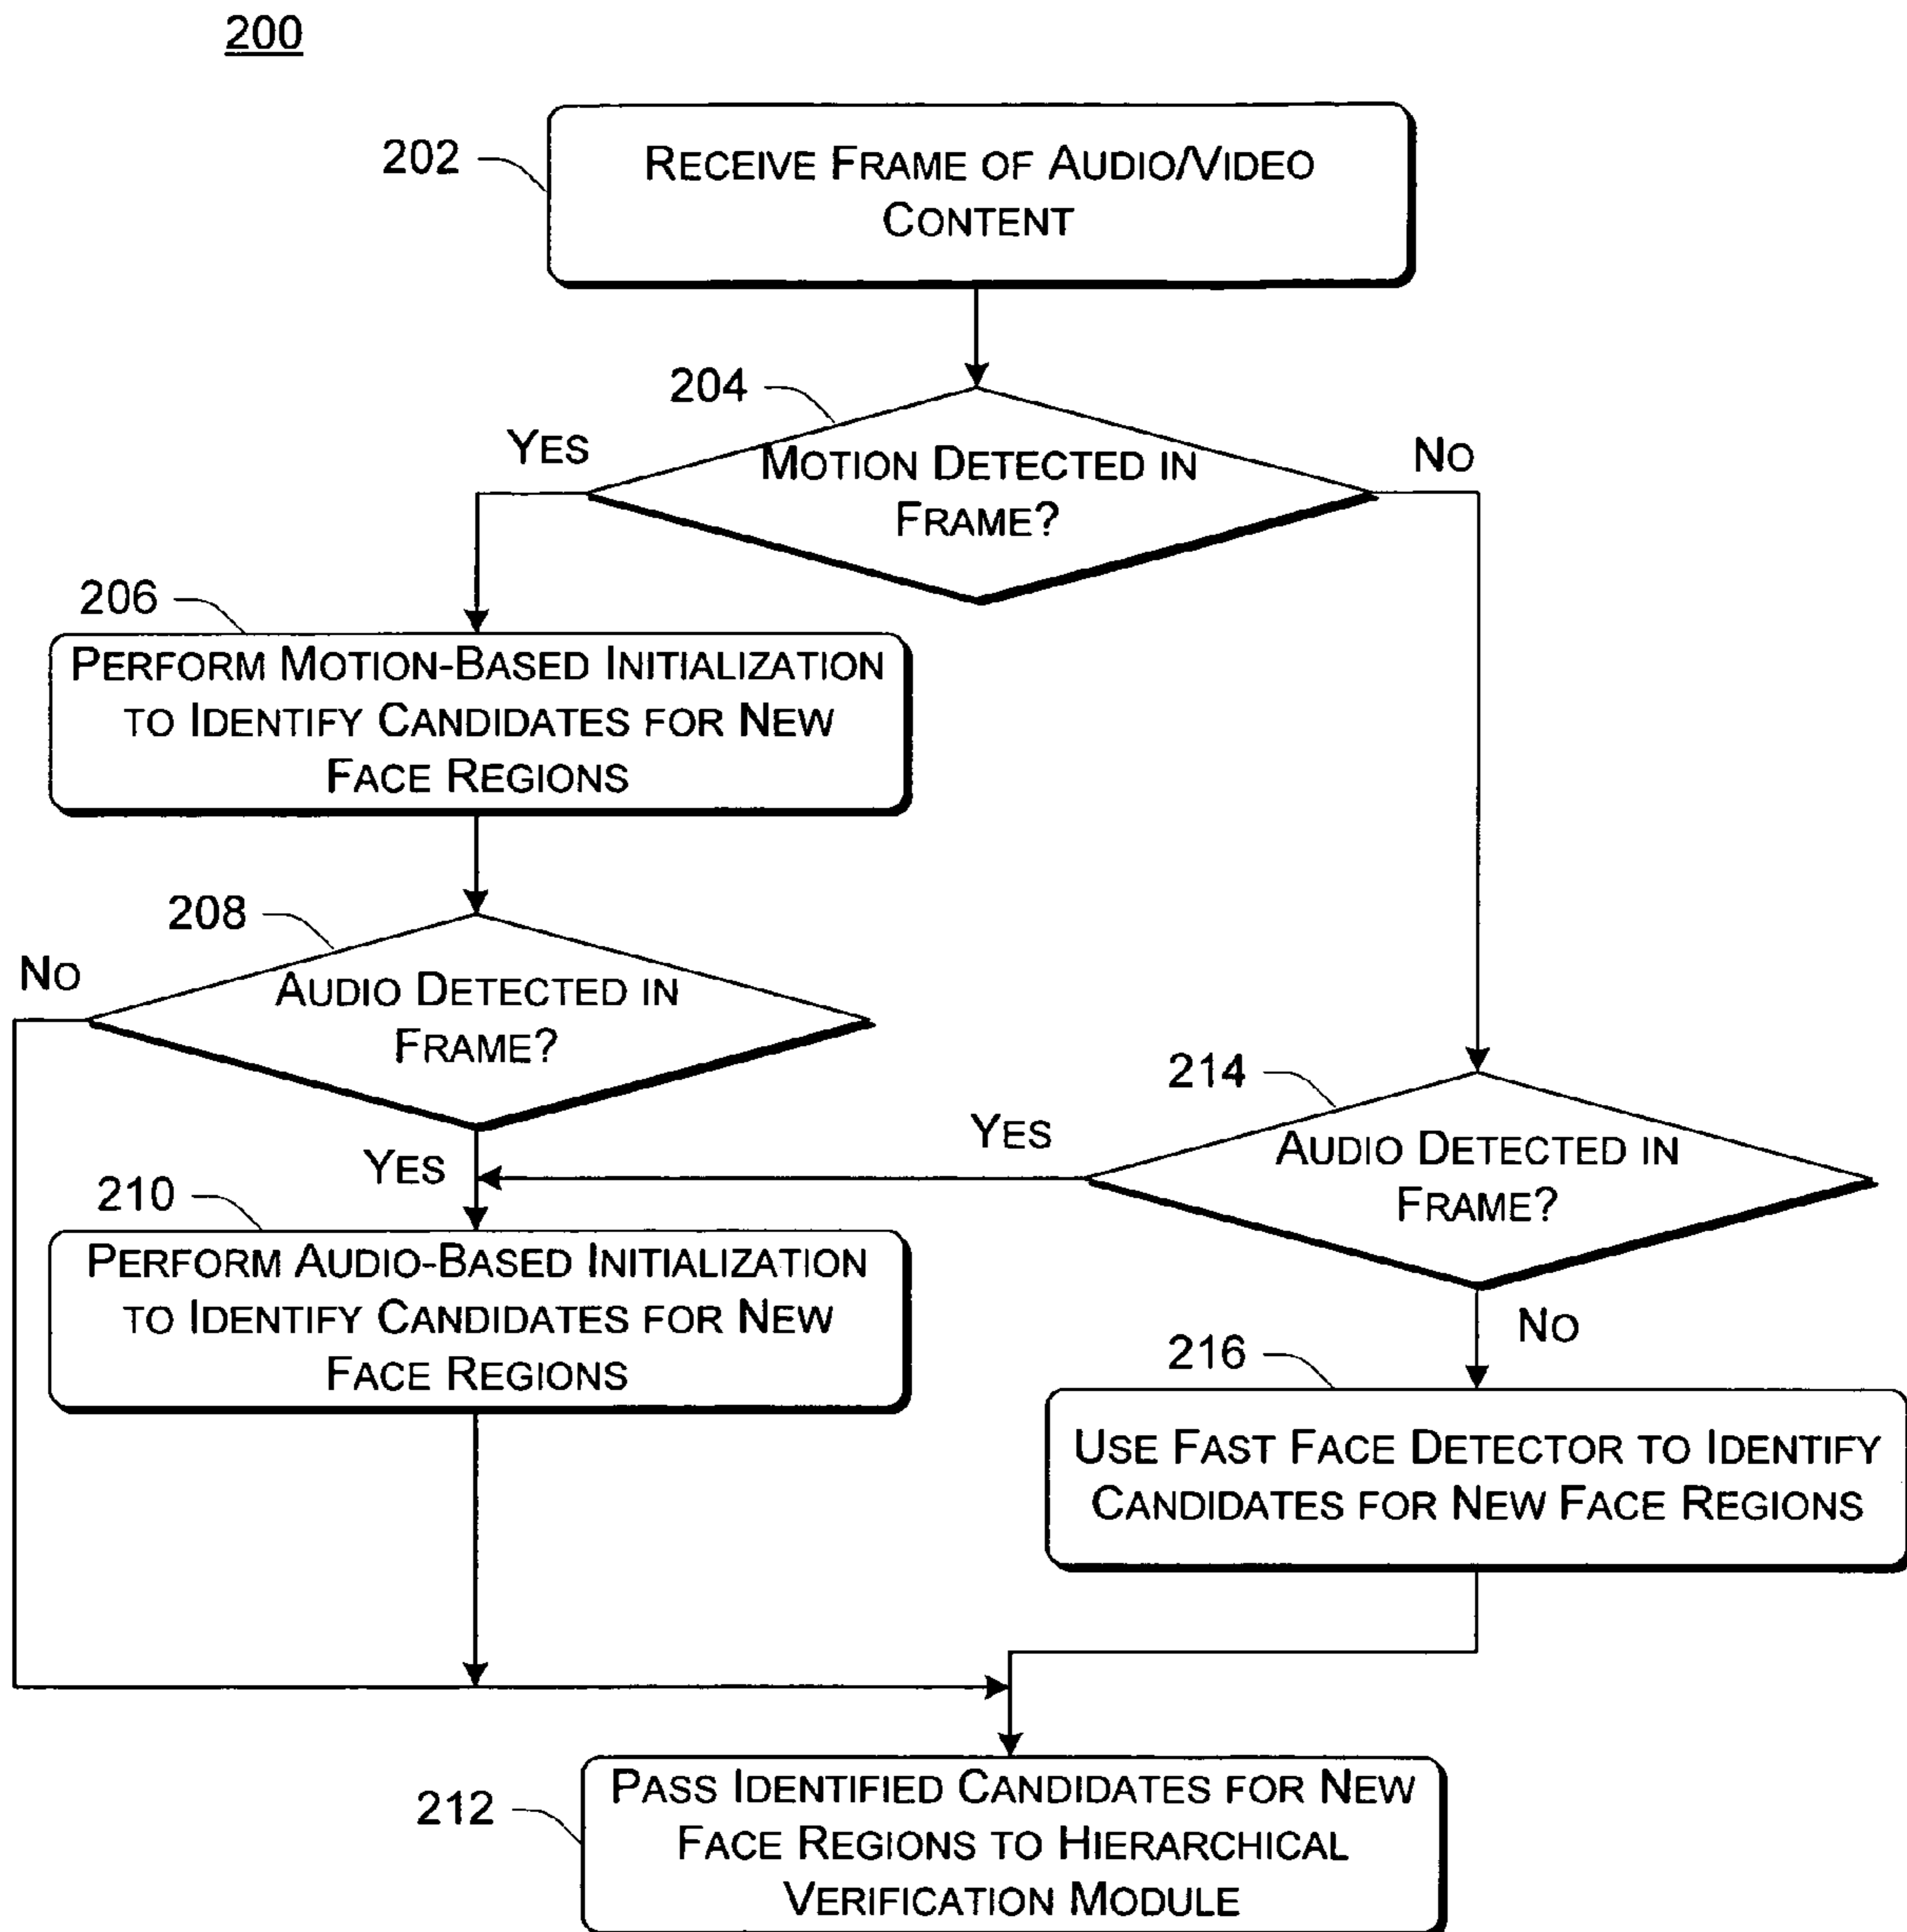 200
202
RECEIVE FRAME OF AUDIO/VIDEO
CONTENT
204
YES
NO
MOTION DETECTED IN
FRAME?
206
PERFORM MOTION-BASED INITIALIZATION
TO IDENTIFY CANDIDATES FOR NEW
FACE REGIONS
208
NO
AUDIO DETECTED IN
FRAME?
YES
214
YES
AUDIO DETECTED IN
FRAME?
NO
210
PERFORM AUDIO-BASED INITIALIZATION
TO IDENTIFY CANDIDATES FOR NEW
FACE REGIONS
216
USE FAST FACE DETECTOR TO IDENTIFY
CANDIDATES FOR NEW FACE REGIONS
212
PASS IDENTIFIED CANDIDATES FOR NEW
FACE REGIONS TO HIERARCHICAL
VERIFICATION MODULE